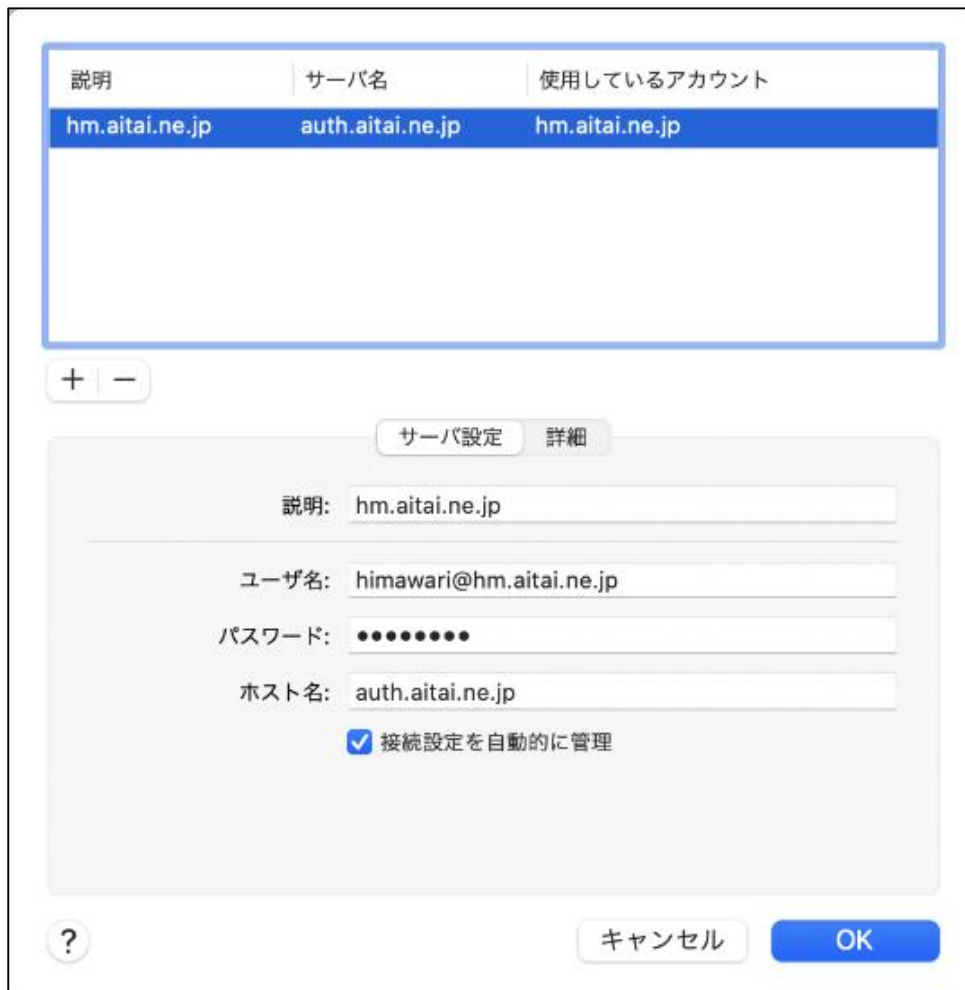 説明 サーバ名 使用しているアカウント
hm.aitai.ne.jp auth.aitai.ne.jp hm.aitai.ne.jp
+ −
サーバ設定 詳細
説明: hm.aitai.ne.jp
ユーザ名: himawari@hm.aitai.ne.jp
パスワード: ••••••••
ホスト名: auth.aitai.ne.jp
接続設定を自動的に管理
? キャンセル OK